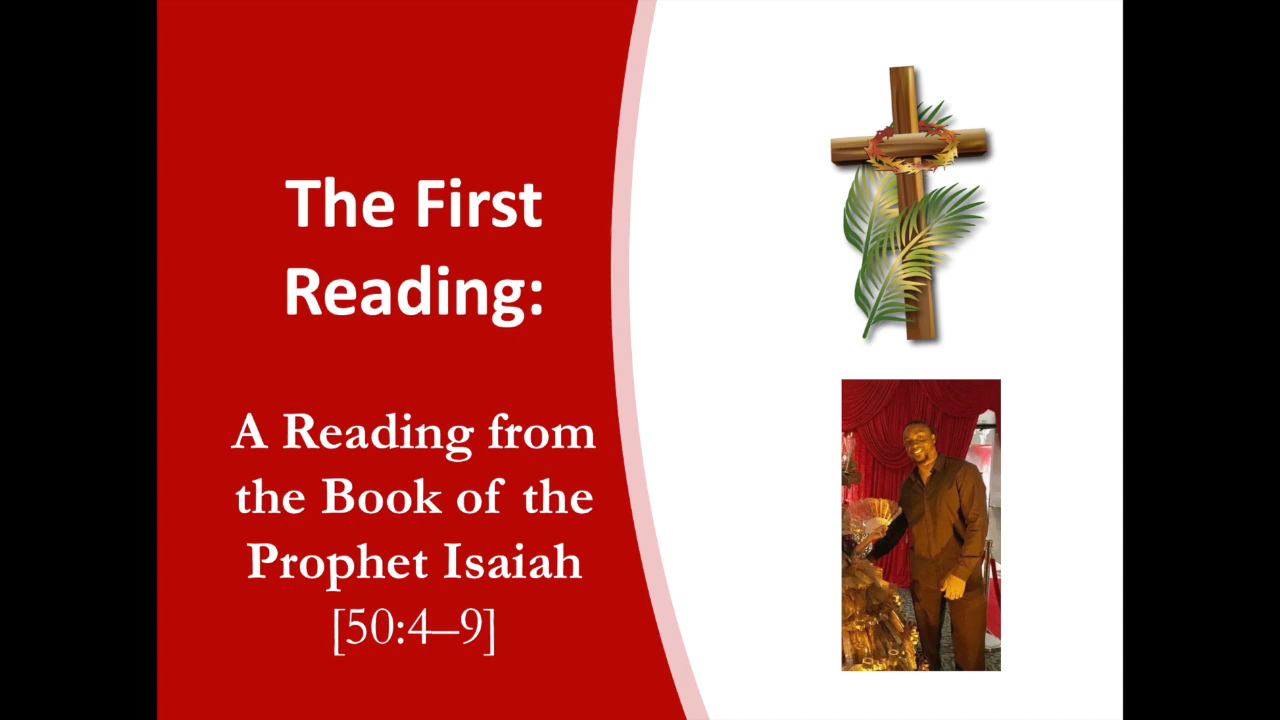 The First
Reading:
A Reading from
the Book of the
Prophet Isaiah
[50:4–9]